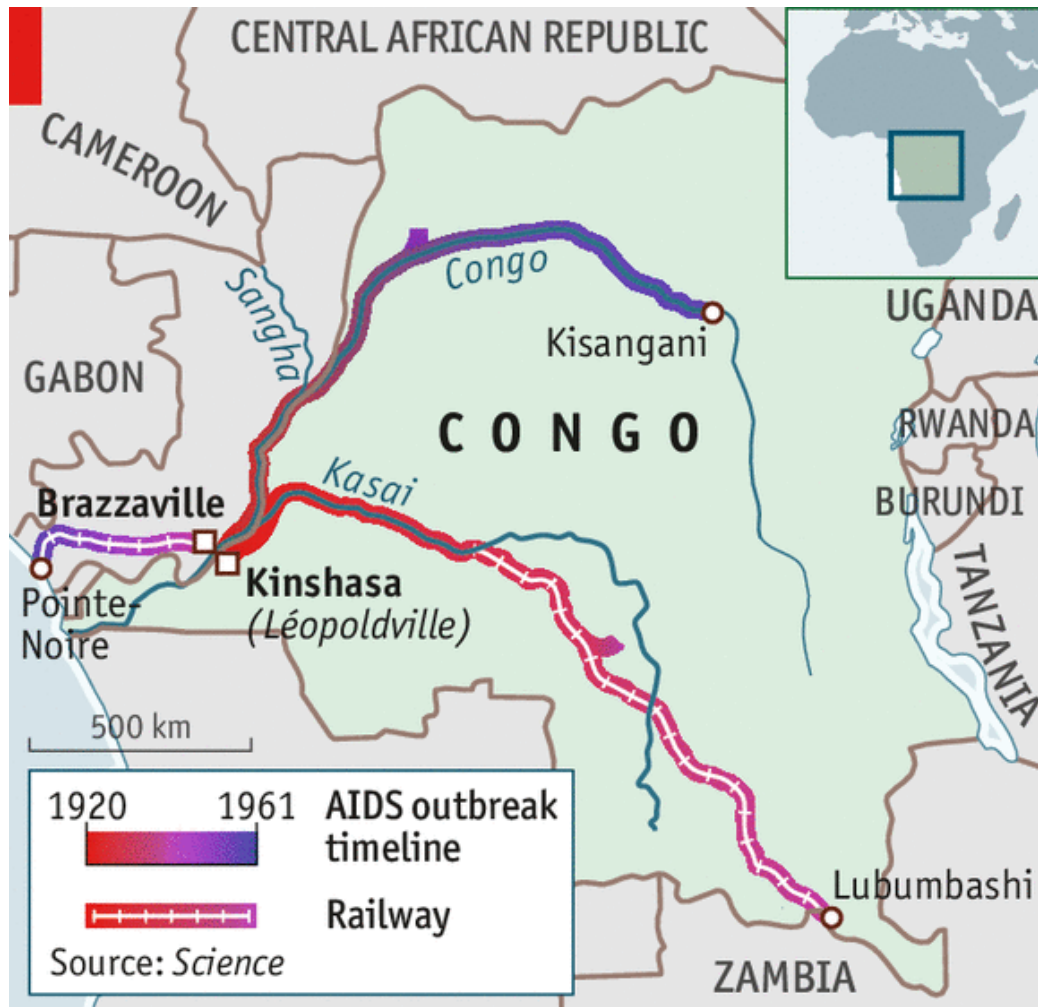 CENTRAL AFRICAN REPUBLIC
CAMEROON
Sangha
Congo
Kisangani
UGANDA
GABON
CONGO
RWANDA
Kasai
BURUNDI
Brazzaville
TANZANIA
Kinshasa
(Léopoldville)
Pointe-
Noire
500 km
1920
1961
AIDS outbreak
timeline
Railway
Source: Science
Lubumbashi
ZAMBIA